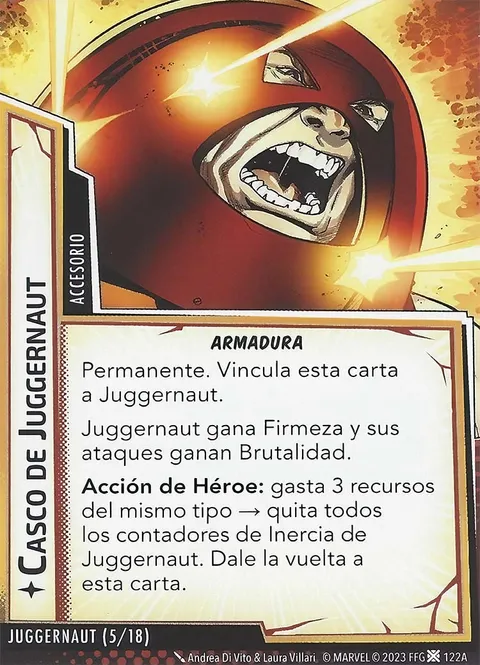 ACCESORIO
CASCO DE JUGGERNAUT
ARMADURA
Permanente. Vincula esta carta
a Juggernaut.
Juggernaut gana Firmeza y sus
ataques ganan Brutalidad.
Acción de Héroe: gasta 3 recursos
del mismo tipo → quita todos
los contadores de Inercia de
Juggernaut. Dale la vuelta a
esta carta.
JUGGERNAUT (5/18)
Andrea Di Vito & Laura Villari © MARVEL © 2023 FFG 122A